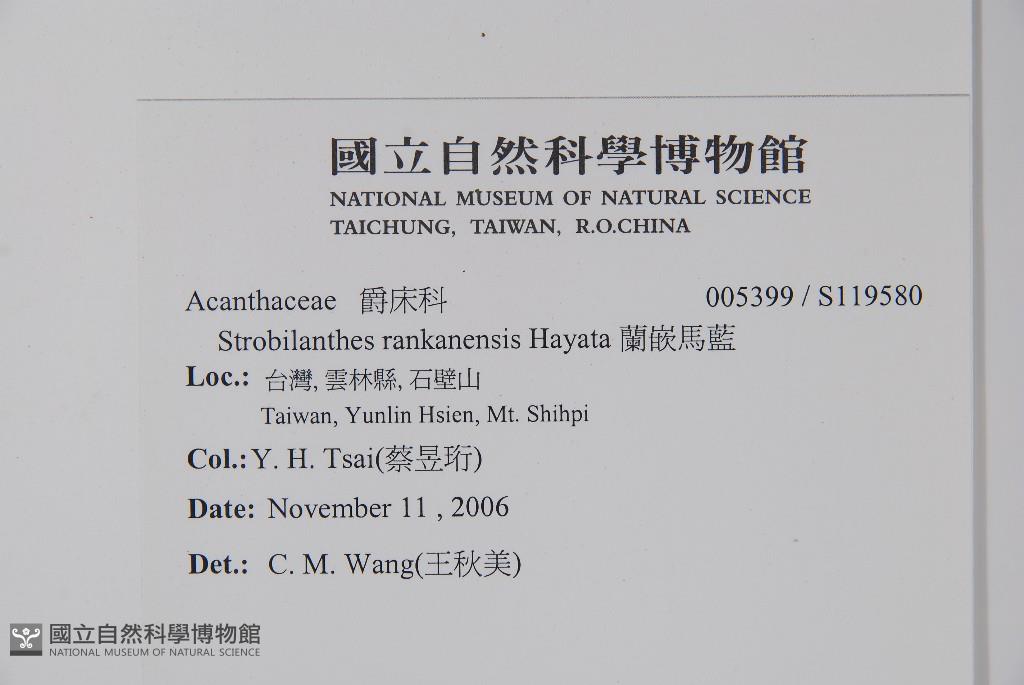 國立自然科學博物館
NATIONAL MUSEUM OF NATURAL SCIENCE
TAICHUNG, TAIWAN, R.O.CHINA
Acanthaceae 爵床科 005399 / S119580
Strobilanthes rankanensis Hayata 蘭嵌馬藍
Loc.: 台灣, 雲林縣, 石壁山
Taiwan, Yunlin Hsien, Mt. Shihpi
Col.: Y. H. Tsai(蔡昱珩)
Date: November 11 , 2006
Det.: C. M. Wang(王秋美)
國立自然科學博物館
NATIONAL MUSEUM OF NATURAL SCIENCE